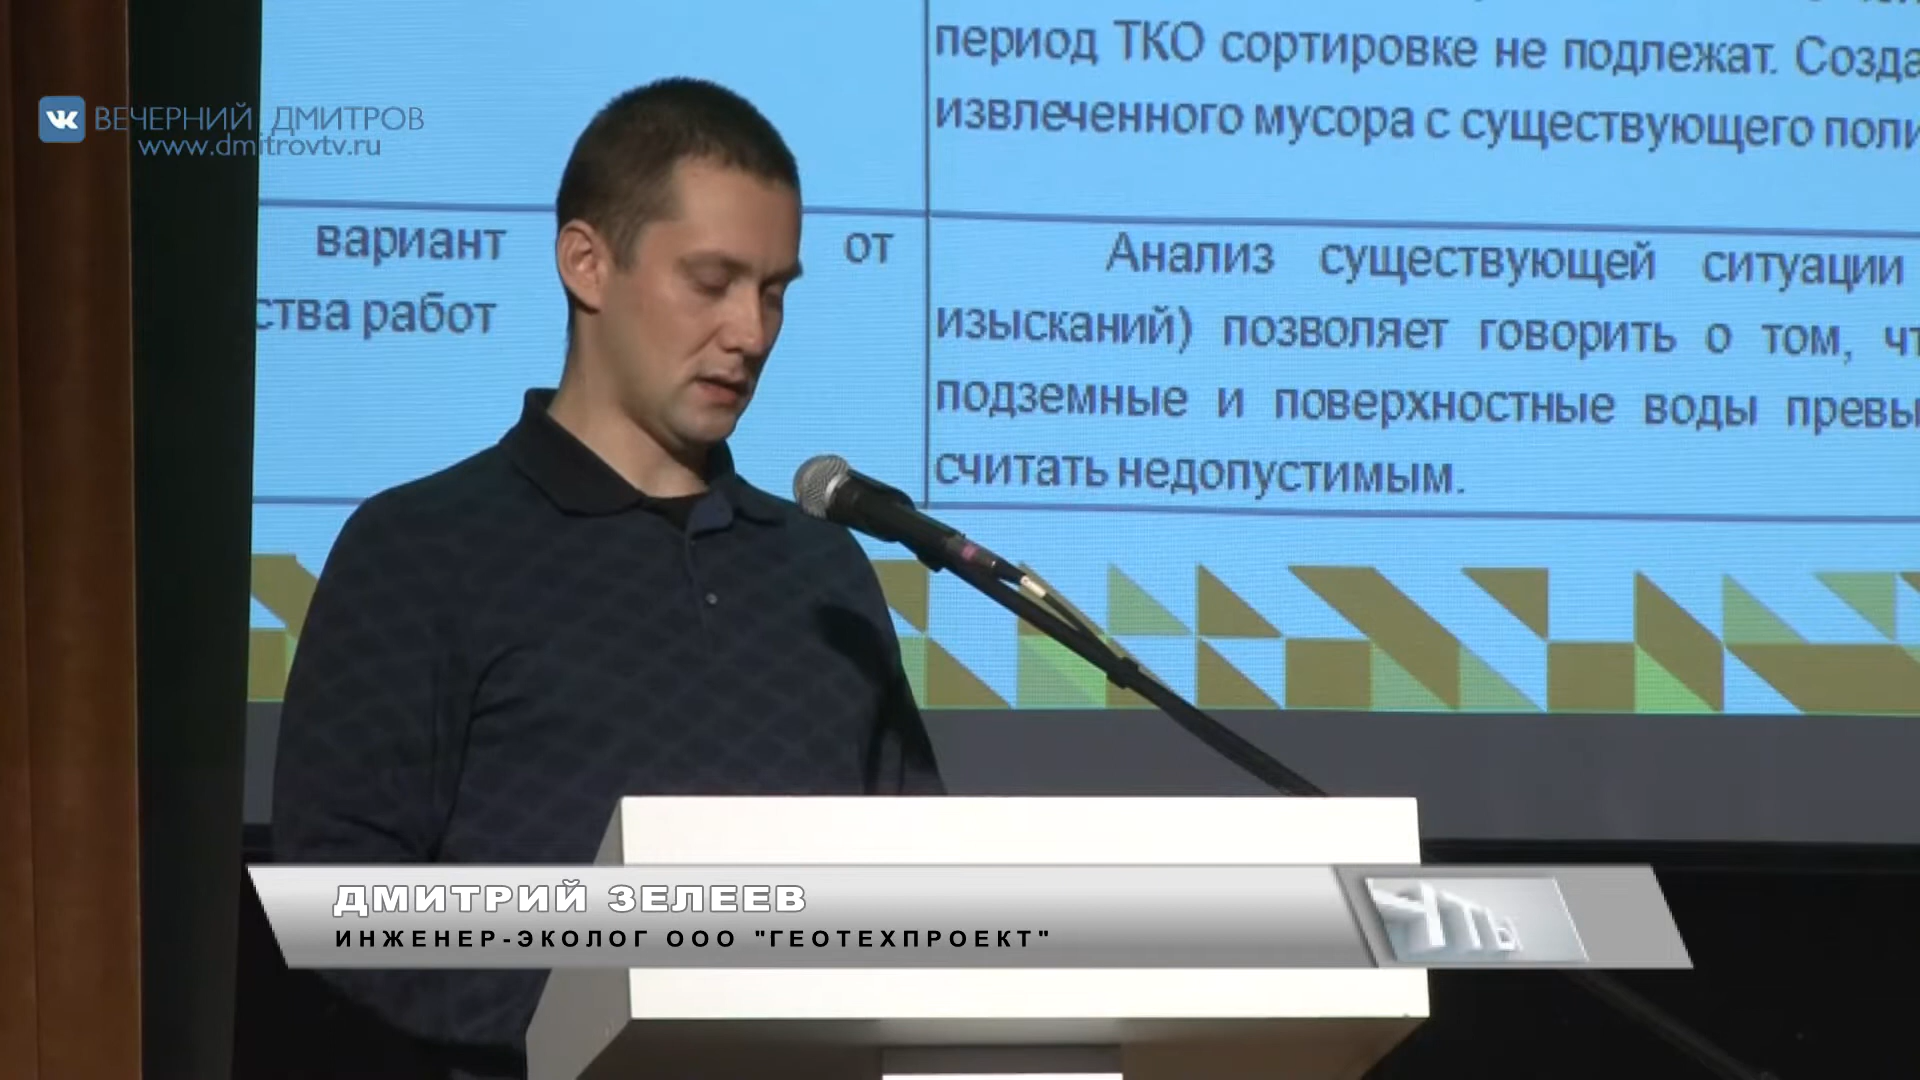 ВЕЧЕРНИЙ ДМИТРОВ
www.dmitrovtv.ru
период ТКО сортировке не подлежат. Созда
извлеченного мусора с существующего поли
вариант от
ства работ
Анализ существующей ситуации
изысканий) позволяет говорить о том, чт
подземные и поверхностные воды превы
считать недопустимым.
ДМИТРИЙ ЗЕЛЕЕВ
ИНЖЕНЕР-ЭКОЛОГ ООО "ГЕОТЕХПРОЕКТ"